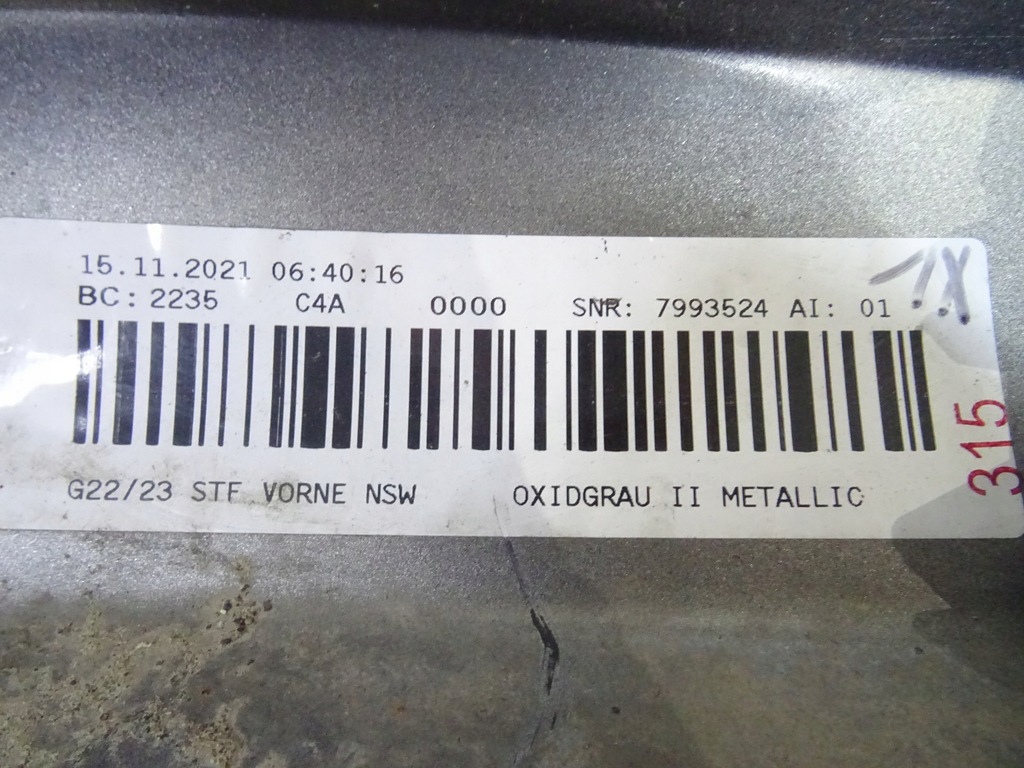 15.11.2021 06:40:16
BC: 2235 C4A 0000 SNR: 7993524 AI: 01
G22/23 STF VORNE NSW OXIDGRAU II METALLIC
315